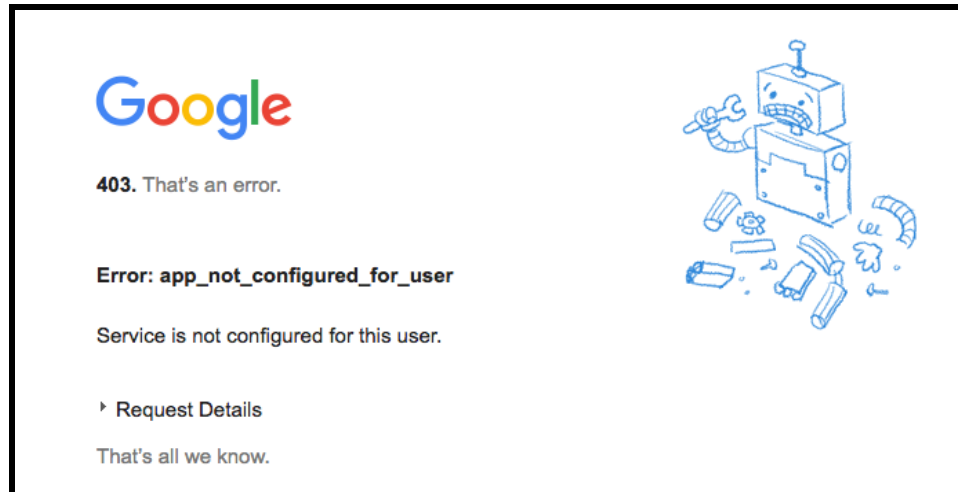 Google
403. That's an error.
Error: app_not_configured_for_user
Service is not configured for this user.
Request Details
That's all we know.